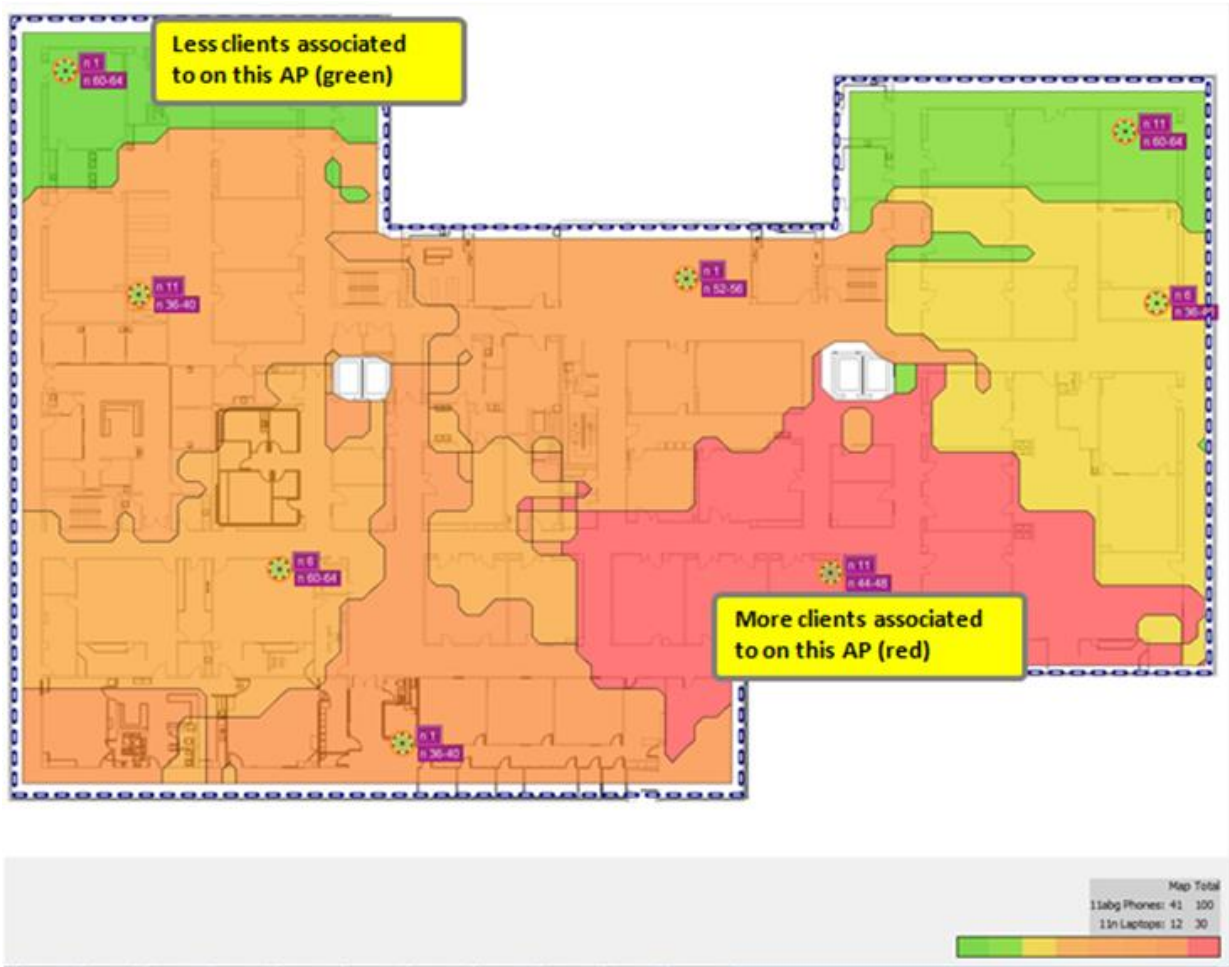 Less clients associated
to on this AP (green)
n 1
n 60-64
n 11
n 60-64
n 1
n 52-56
n 11
n 36-40
n 6
n 6
n 60-64
n 11
n 44-48
More clients associated
to on this AP (red)
n 1
n 36-40
Map Total
11abg Phones: 41 100
11n Laptops: 12 30